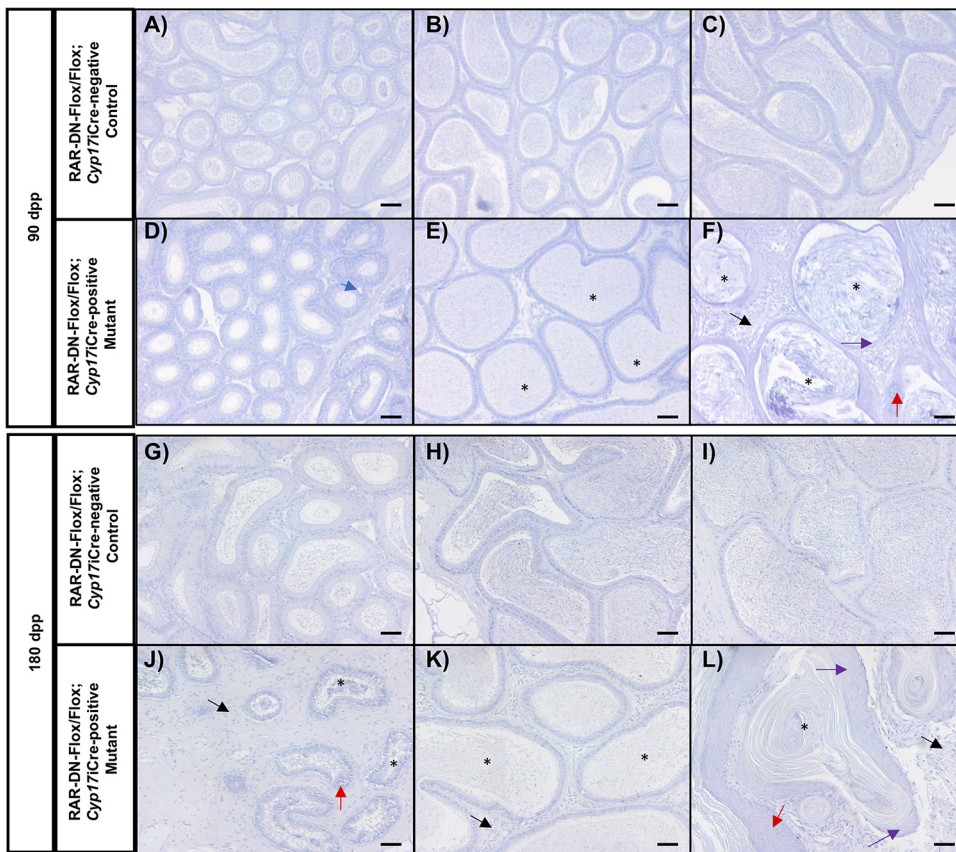 90 dpp
RAR-DN-Flox/Flox;
Cyp17iCre-negative
Control
A)
B)
C)
RAR-DN-Flox/Flox;
Cyp17iCre-positive
Mutant
D)
E)
*
*
F)
*
*
*
180 dpp
RAR-DN-Flox/Flox;
Cyp17iCre-negative
Control
G)
H)
I)
RAR-DN-Flox/Flox;
Cyp17iCre-positive
Mutant
J)
*
*
K)
*
*
L)
*